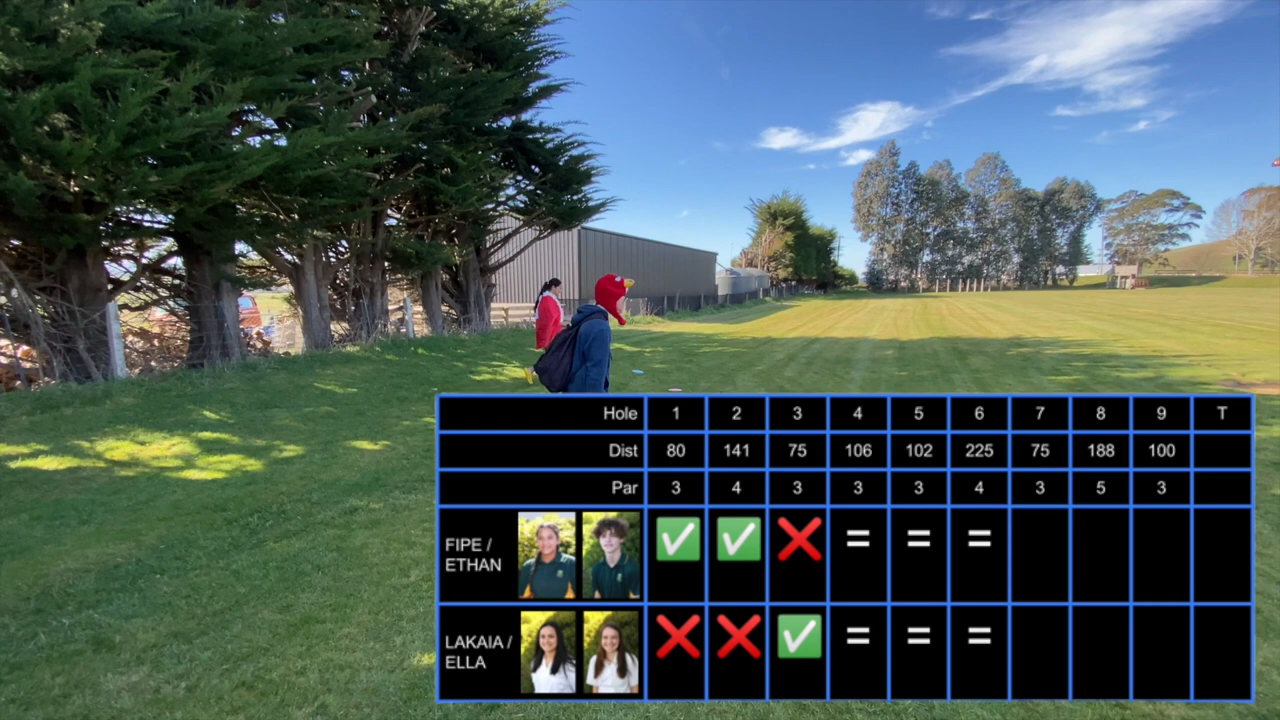 Hole 1 2 3 4 5 6 7 8 9 T
Dist 80 141 75 106 102 225 75 188 100
Par 3 4 3 3 3 4 3 5 3
FIPE /
ETHAN
✅ ✅ ❌ = = =
LAKAIA /
ELLA
❌ ❌ ✅ = = =